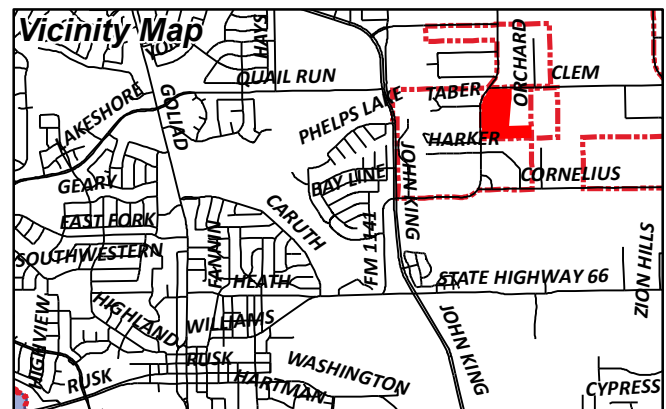 Vicinity Map
HAYS
ORCHARD
QUAIL RUN
CLEM
TABER
LAKESHORE
GOLIAD
PHELPS LAKE
HARKER
JOHN KING
CORNELIUS
GEARY
BAY LINE
CARUTH
EAST FORK
FM 1141
FANNIN
SOUTHWESTERN
HEATH
STATE HIGHWAY 66
ZION HILLS
HIGH VIEW
HIGHLAND
WILLIAMS
JOHN KING
RUSK
RUSK
WASHINGTON
HARTMAN
CYPRESS